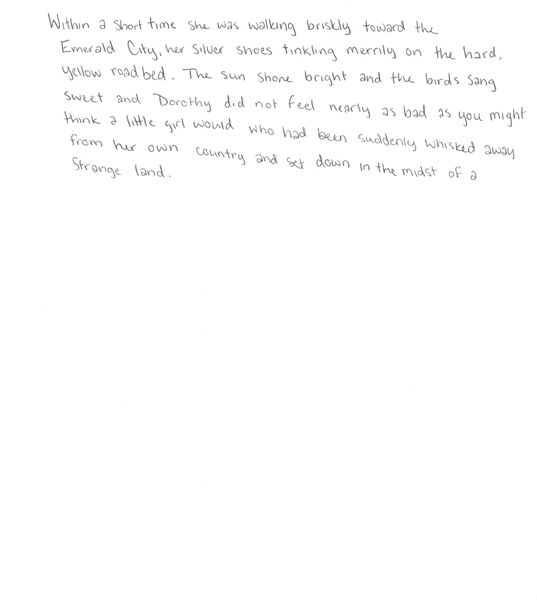 Within a short time she was walking briskly toward the
Emerald City, her Silver shoes tinkling merrily on the hard,
yellow roadbed. The sun shone bright and the birds sang
sweet and Dorothy did not feel nearly as bad as you might
think a little girl would who had been suddenly whisked away
from her own country and set down in the midst of a
strange land.